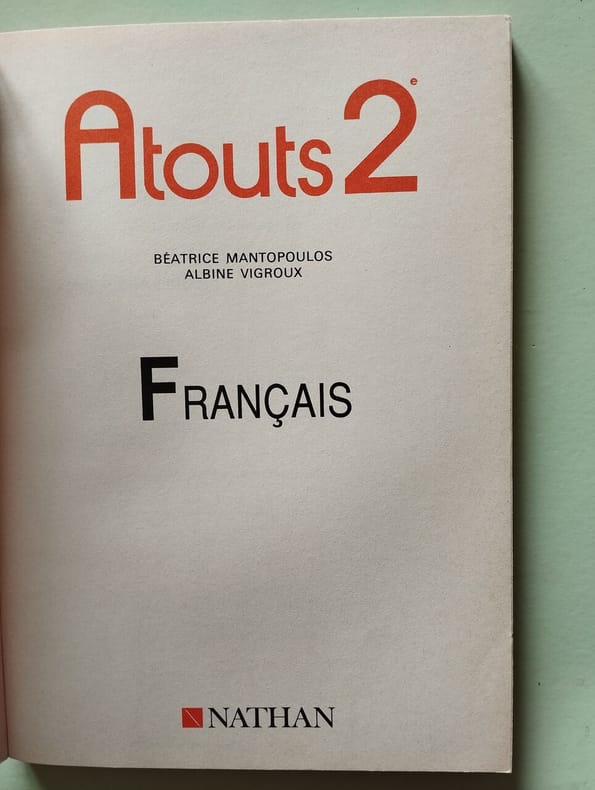 Atouts 2e
BÉATRICE MANTOPOULOS
ALBINE VIGROUX
FRANÇAIS
NATHAN